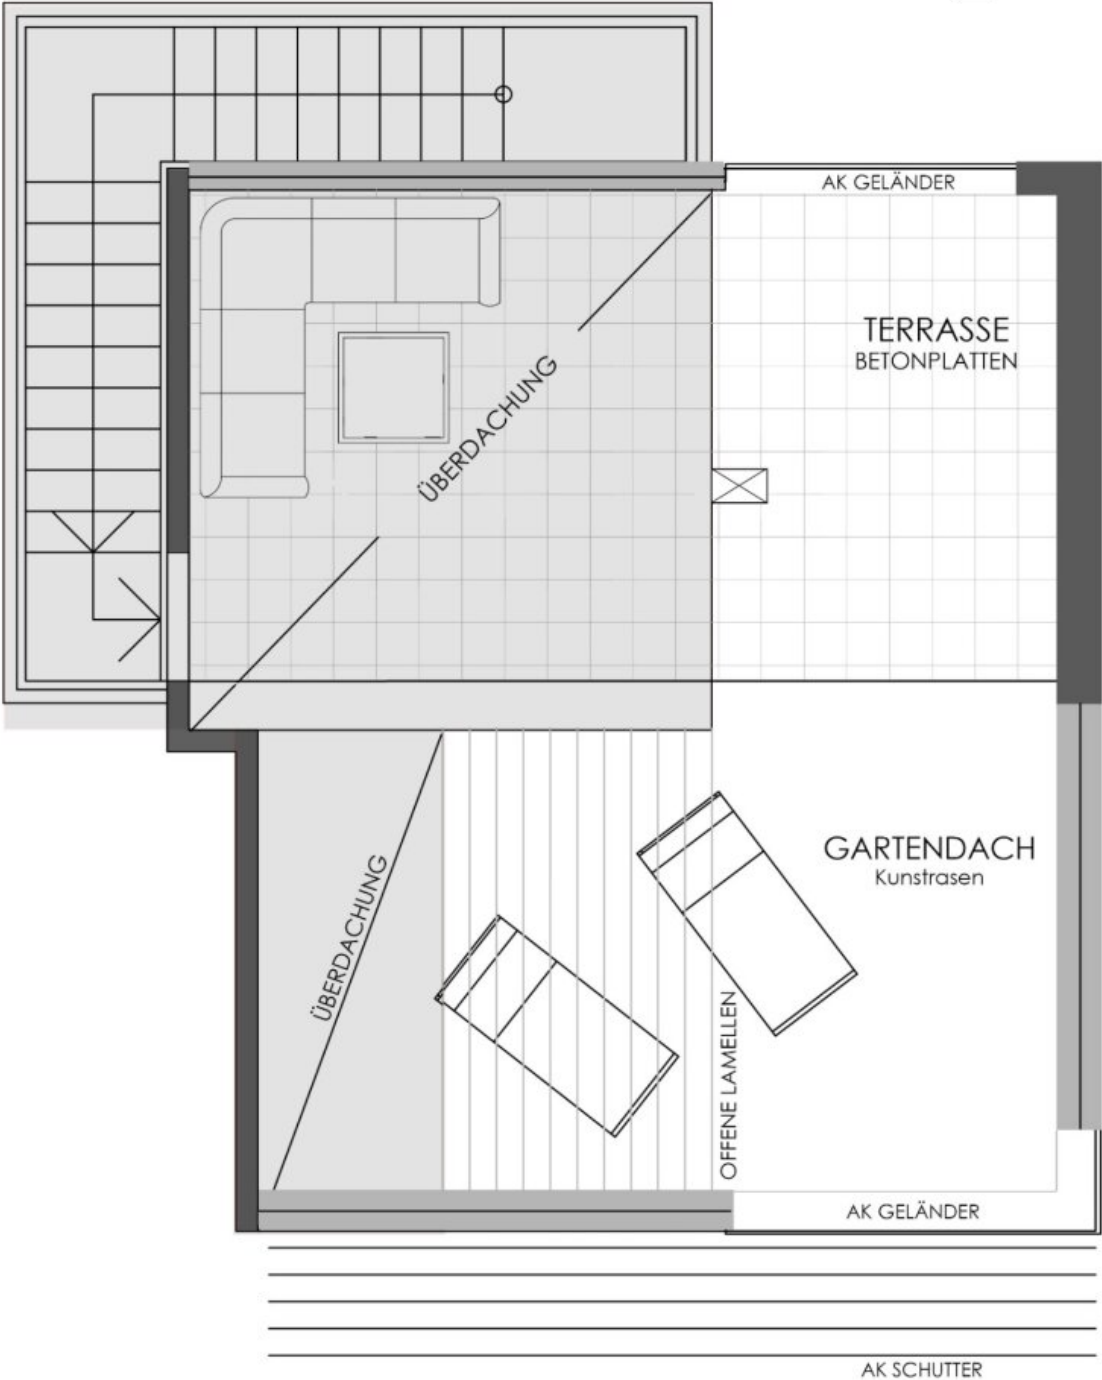 AK GELÄNDER
TERRASSE
BETONPLATTEN
ÜBERDACHUNG
GARTENDACH
Kunstrasen
ÜBERDACHUNG
OFFENE LAMELLEN
AK GELÄNDER
AK SCHUTTER